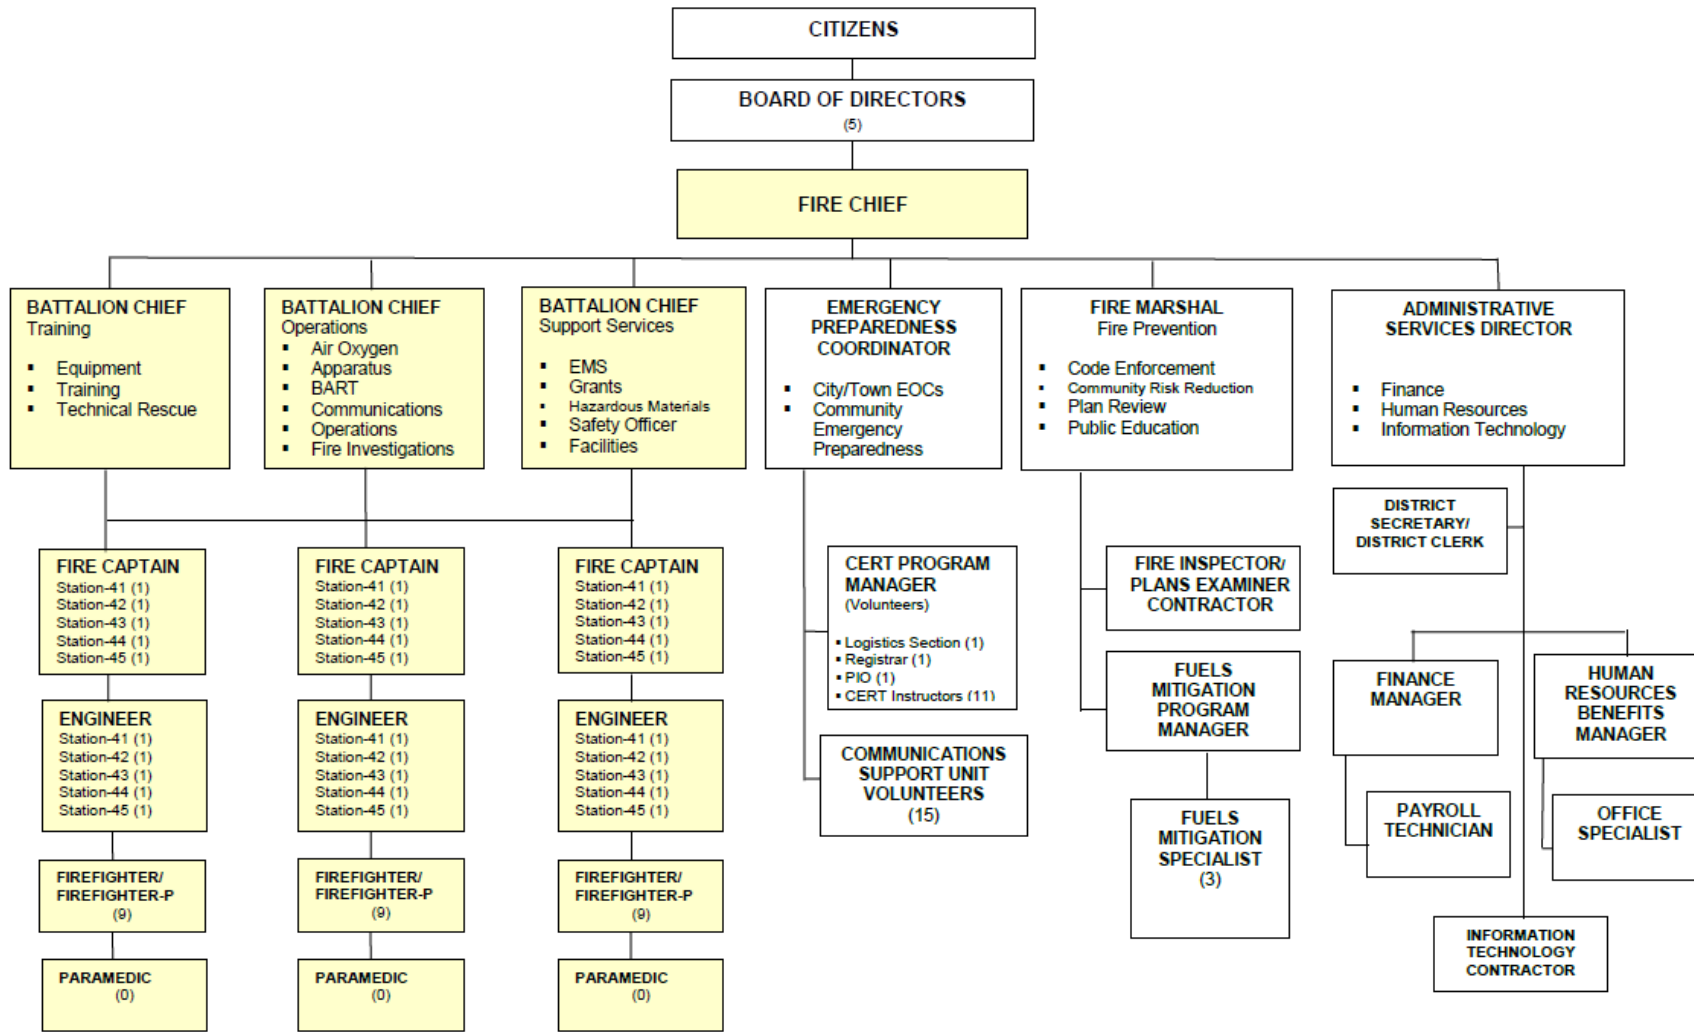 CITIZENS
BOARD OF DIRECTORS
(5)
FIRE CHIEF
BATTALION CHIEF
Training
▪ Equipment
▪ Training
▪ Technical Rescue
BATTALION CHIEF
Operations
▪ Air Oxygen
▪ Apparatus
▪ BART
▪ Communications
▪ Operations
▪ Fire Investigations
BATTALION CHIEF
Support Services
▪ EMS
▪ Grants
▪ Hazardous Materials
▪ Safety Officer
▪ Facilities
EMERGENCY
PREPAREDNESS
COORDINATOR
▪ City/Town EOCs
▪ Community
Emergency
Preparedness
FIRE MARSHAL
Fire Prevention
▪ Code Enforcement
▪ Community Risk Reduction
▪ Plan Review
▪ Public Education
ADMINISTRATIVE
SERVICES DIRECTOR
▪ Finance
▪ Human Resources
▪ Information Technology
DISTRICT
SECRETARY/
DISTRICT CLERK
FIRE CAPTAIN
Station-41 (1)
Station-42 (1)
Station-43 (1)
Station-44 (1)
Station-45 (1)
FIRE CAPTAIN
Station-41 (1)
Station-42 (1)
Station-43 (1)
Station-44 (1)
Station-45 (1)
FIRE CAPTAIN
Station-41 (1)
Station-42 (1)
Station-43 (1)
Station-44 (1)
Station-45 (1)
CERT PROGRAM
MANAGER
(Volunteers)
▪ Logistics Section (1)
▪ Registrar (1)
▪ PIO (1)
▪ CERT Instructors (11)
FIRE INSPECTOR/
PLANS EXAMINER
CONTRACTOR
FUELS
MITIGATION
PROGRAM
MANAGER
FINANCE
MANAGER
HUMAN
RESOURCES
BENEFITS
MANAGER
ENGINEER
Station-41 (1)
Station-42 (1)
Station-43 (1)
Station-44 (1)
Station-45 (1)
ENGINEER
Station-41 (1)
Station-42 (1)
Station-43 (1)
Station-44 (1)
Station-45 (1)
ENGINEER
Station-41 (1)
Station-42 (1)
Station-43 (1)
Station-44 (1)
Station-45 (1)
COMMUNICATIONS
SUPPORT UNIT
VOLUNTEERS
(15)
FUELS
MITIGATION
SPECIALIST
(3)
PAYROLL
TECHNICIAN
OFFICE
SPECIALIST
FIREFIGHTER/
FIREFIGHTER-P
(9)
FIREFIGHTER/
FIREFIGHTER-P
(9)
FIREFIGHTER/
FIREFIGHTER-P
(9)
INFORMATION
TECHNOLOGY
CONTRACTOR
PARAMEDIC
(0)
PARAMEDIC
(0)
PARAMEDIC
(0)